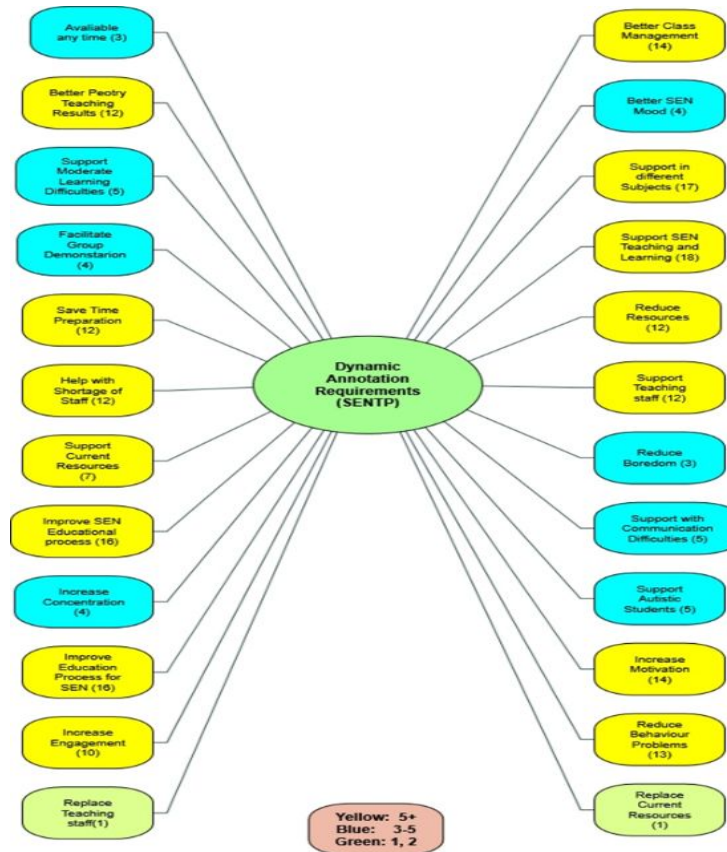 Avaliable
any time (3)
Better Peotry
Teaching
Results (12)
Support
Moderate
Learning
Difficulties (5)
Facilitate
Group
Demonstarion
(4)
Save Time
Preparation
(12)
Help with
Shortage of
Staff (12)
Support
Current
Resources
(7)
Improve SEN
Educational
process (16)
Increase
Concentration
(4)
Improve
Education
Process for
SEN (16)
Increase
Engagement
(10)
Replace
Teaching
staff(1)
Dynamic
Annotation
Requirements
(SENTP)
Better Class
Management
(14)
Better SEN
Mood (4)
Support in
different
Subjects (17)
Support SEN
Teaching and
Learning (18)
Reduce
Resources
(12)
Support
Teaching
staff (12)
Reduce
Boredom (3)
Support with
Communication
Difficulties (5)
Support
Autistic
Students (5)
Increase
Motivation
(14)
Reduce
Behaviour
Problems
(13)
Replace
Current
Resources
(1)
Yellow: 5+
Blue: 3-5
Green: 1, 2